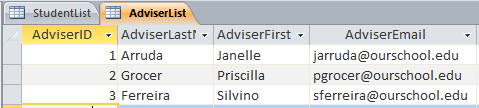 StudentList AdviserList
AdviserID AdviserLastN AdviserFirst AdviserEmail
1 Arruda Janelle jarruda@ourschool.edu
2 Grocer Priscilla pgrocer@ourschool.edu
3 Ferreira Silvino sferreira@ourschool.edu